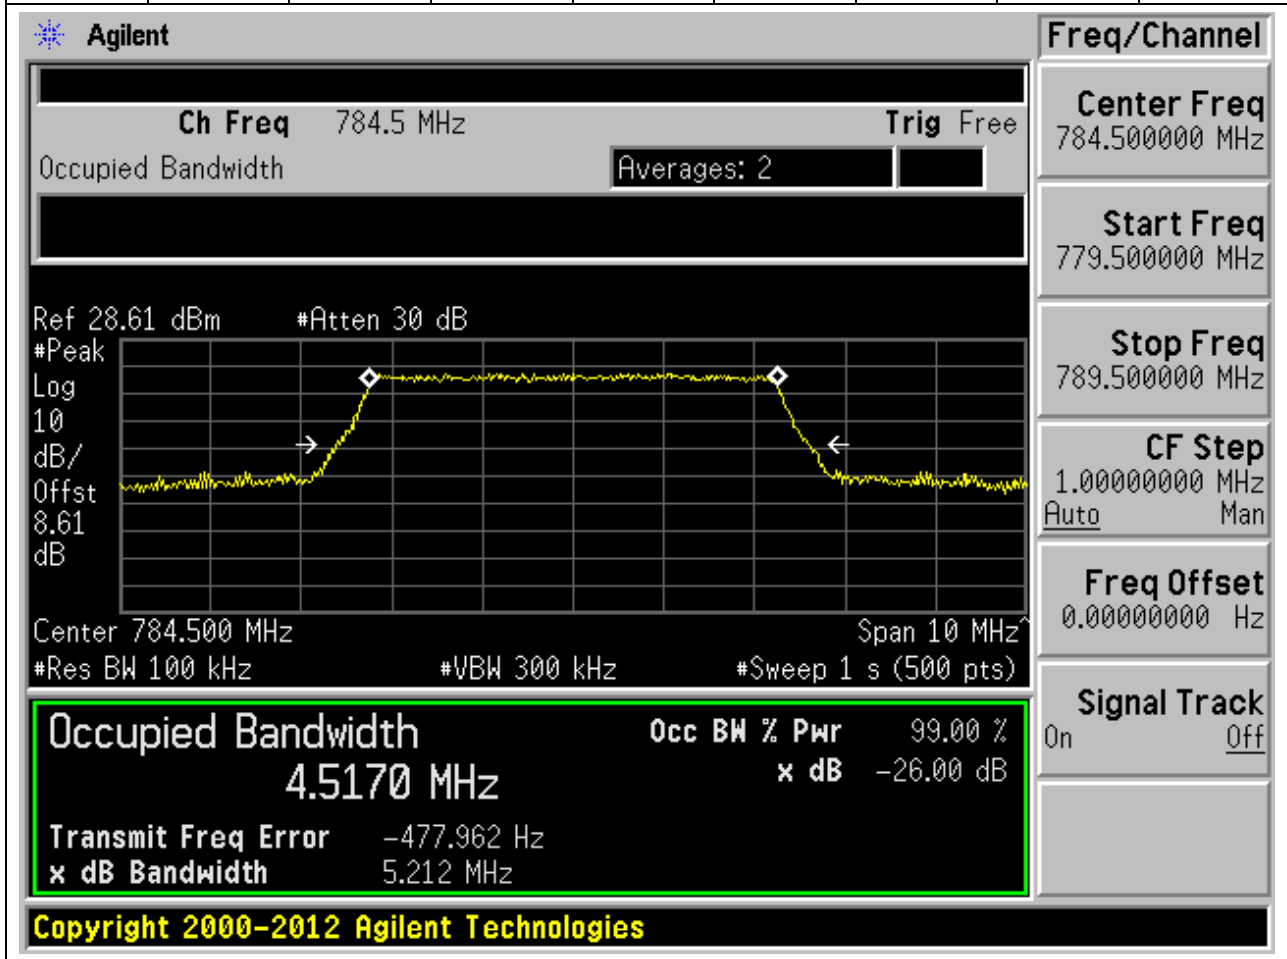 Agilent
Freq/Channel
Ch Freq 784.5 MHz Trig Free
Occupied Bandwidth Averages: 2
Center Freq
784.500000 MHz
Start Freq
779.500000 MHz
Stop Freq
789.500000 MHz
CF Step
1.00000000 MHz
Auto Man
Freq Offset
0.00000000 Hz
Signal Track
On Off
Ref 28.61 dBm #Atten 30 dB
#Peak
Log
10
dB/
Offst
8.61
dB
Center 784.500 MHz Span 10 MHz^
#Res BW 100 kHz #VBW 300 kHz #Sweep 1 s (500 pts)
Occupied Bandwidth Occ BW % Pwr 99.00 %
4.5170 MHz x dB -26.00 dB
Transmit Freq Error -477.962 Hz
x dB Bandwidth 5.212 MHz
Copyright 2000-2012 Agilent Technologies